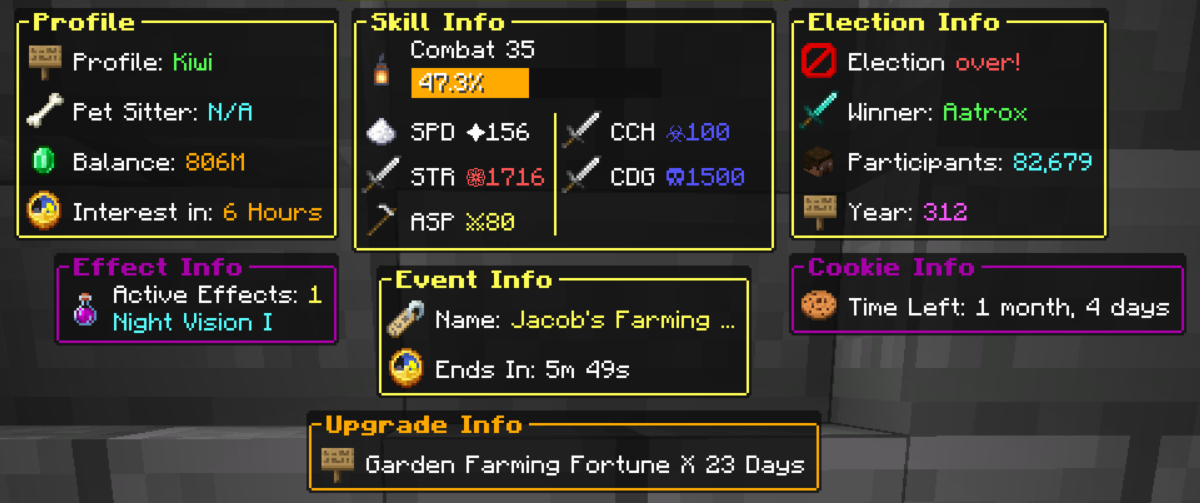 Profile
Profile: Kiwi
Pet Sitter: N/A
Balance: 806M
Interest in: 6 Hours
Skill Info
Combat 35
47.3%
SPD ✦156
CCH ☣100
STR ❁1716
CDG ☠1500
ASP ⚔80
Election Info
Election over!
Winner: Aatrox
Participants: 82,679
Year: 312
Effect Info
Active Effects: 1
Night Vision I
Event Info
Name: Jacob's Farming ...
Ends In: 5m 49s
Cookie Info
Time Left: 1 month, 4 days
Upgrade Info
Garden Farming Fortune X 23 Days